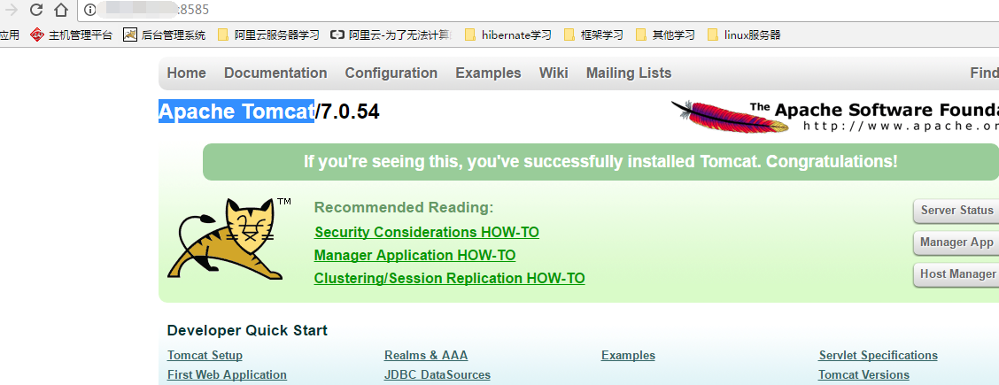 :8585
应用 主机管理平台 后台管理系统 阿里云服务器学习 阿里云-为了无法计算 hibernate学习 框架学习 其他学习 linux服务器
Home Documentation Configuration Examples Wiki Mailing Lists Find
Apache Tomcat/7.0.54
The Apache Software Founda
http://www.apache.or
If you're seeing this, you've successfully installed Tomcat. Congratulations!
TM
Recommended Reading:
Security Considerations HOW-TO
Manager Application HOW-TO
Clustering/Session Replication HOW-TO
Server Status
Manager App
Host Manager
Developer Quick Start
Tomcat Setup Realms & AAA Examples Servlet Specifications
First Web Application JDBC DataSources Tomcat Versions